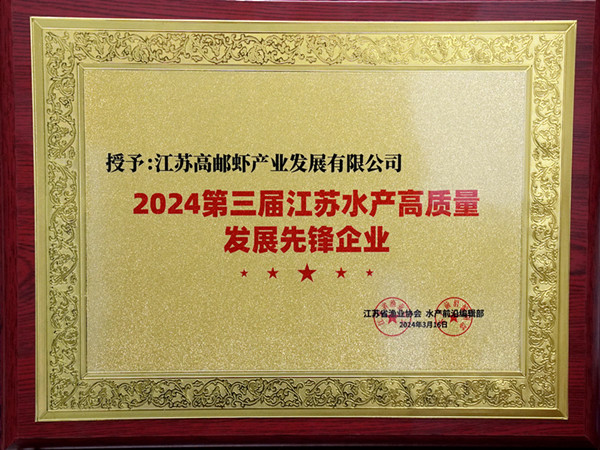 授予:江苏高邮虾产业发展有限公司
2024第三届江苏水产高质量
发展先锋企业
江苏省渔业协会 水产前沿编辑部
2024年3月16日